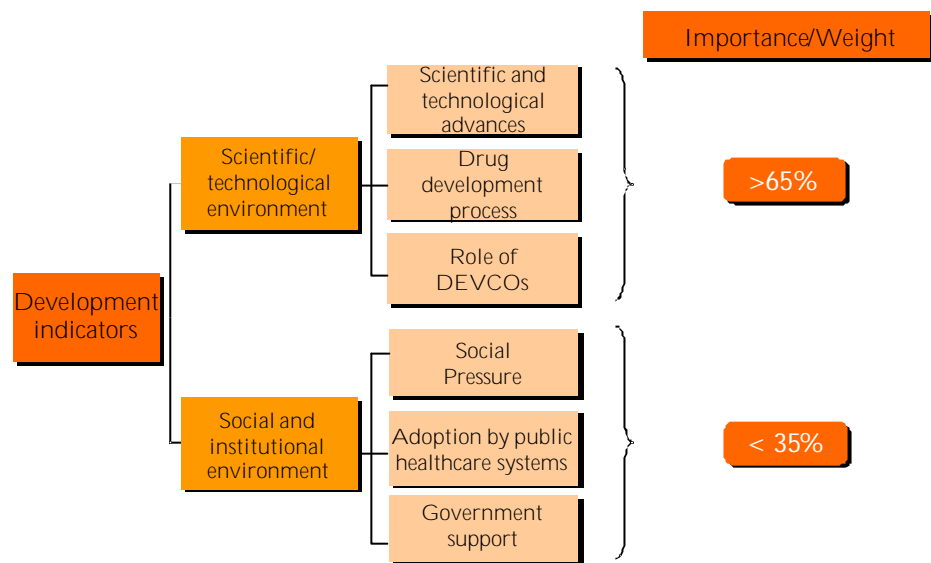 Importance/Weight
Scientific and
technological
advances
Scientific/
technological
environment
Drug
development
process
>65%
Role of
DEVCOs
Development
indicators
Social
Pressure
Social and
institutional
environment
Adoption by public
healthcare systems
< 35%
Government
support